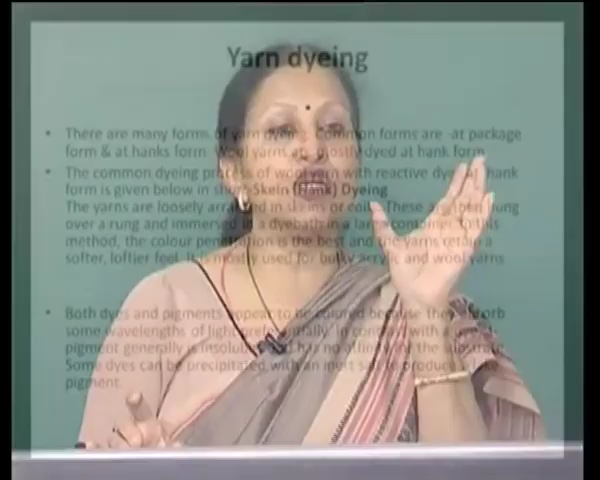 Yarn dyeing
• There are many forms of yarn dyeing. Common forms are -at package
form & at hanks form. Wool yarns are mostly dyed at hank form.
• The common dyeing process of wool yarn with reactive dye at hank
form is given below in short Skein (Hank) Dyeing
The yarns are loosely arranged in skeins or coil. These are then hung
over a rung and immersed in a dyebath in a large container. In this
method, the colour penetration is the best and the yarns retain a
softer, loftier feel. It is mostly used for bulky acrylic and wool yarns
• Both dyes and pigments appear to be colored because they absorb
some wavelengths of light preferentially. In contrast with a dye, a
pigment generally is insoluble and has no affinity for the substrate.
Some dyes can be precipitated with an inert salt to produce a lake
pigment.